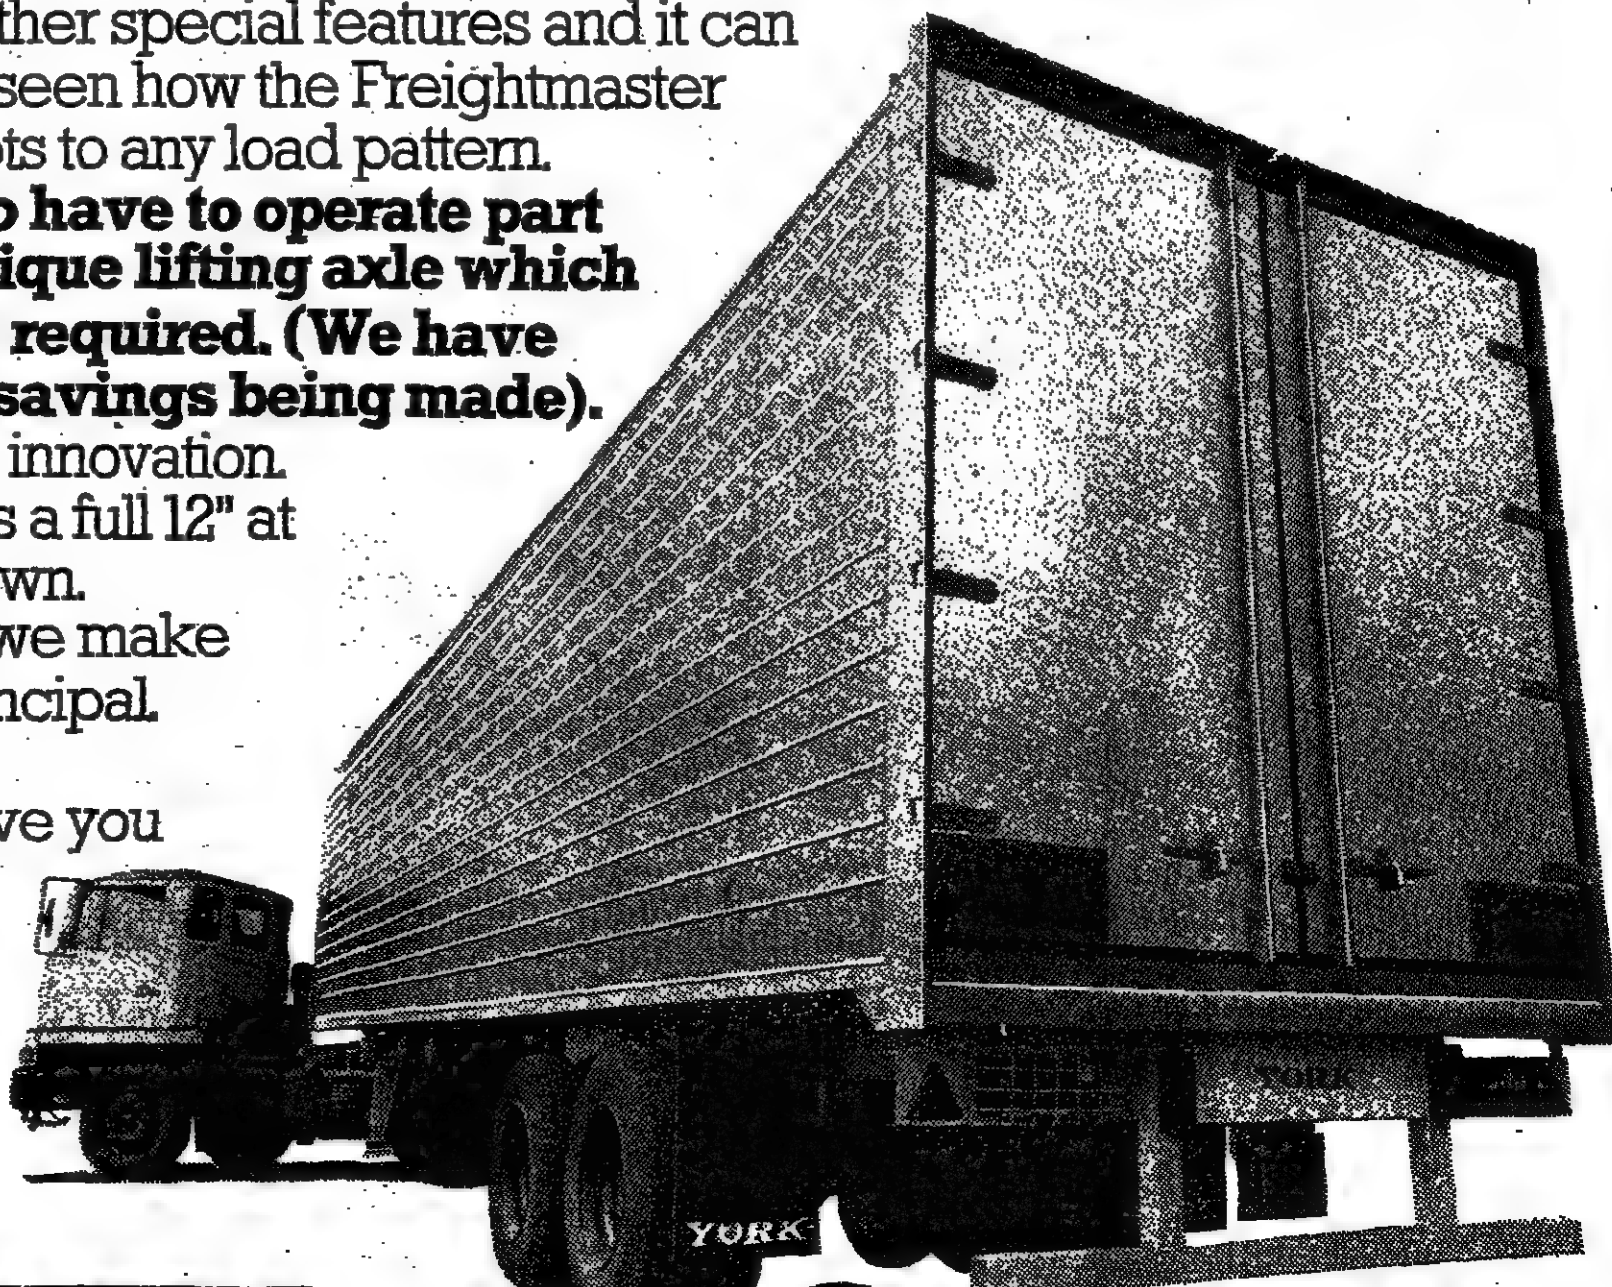 ther special features and it can
seen how the Freightmaster
ts to any load pattern.
have to operate part
ique lifting axle which
required. (We have
savings being made).
innovation.
s a full 12" at
wn.
we make
ncipal.
ve you
YORK
YORK